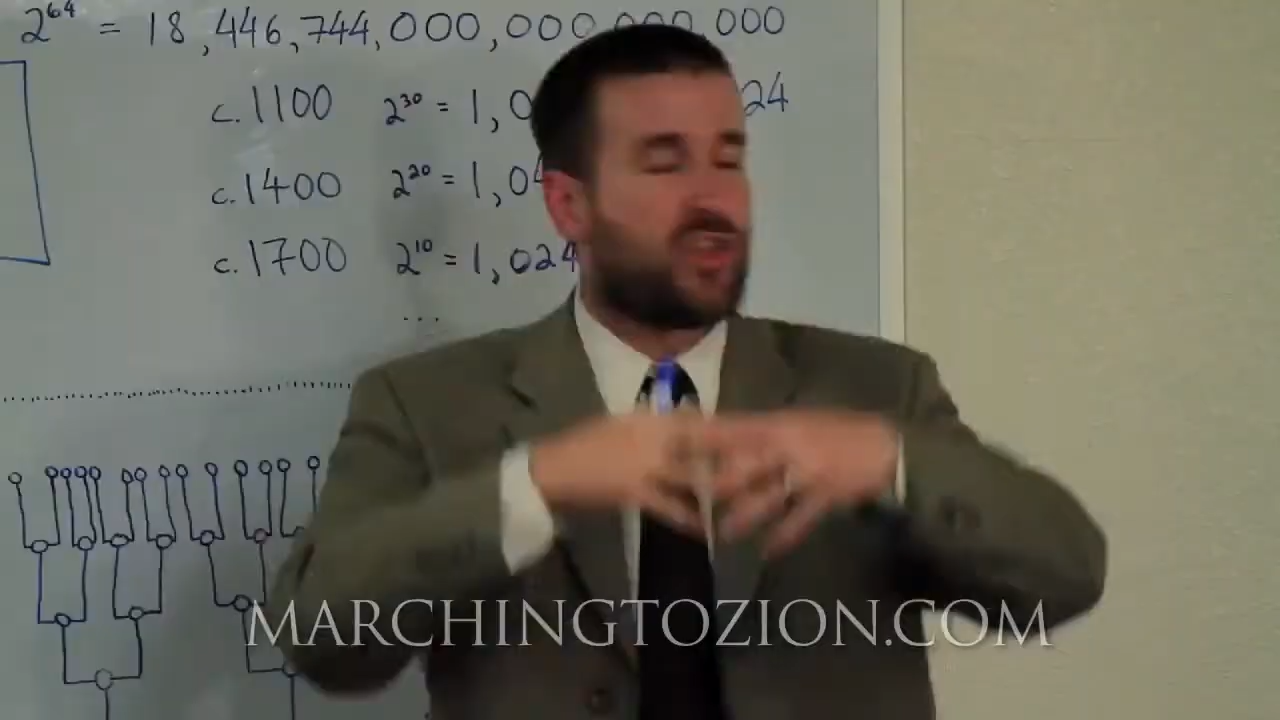 2⁶⁴ = 18,446,744,000,000,000,000
c. 1100 2³⁰ = 1,0 24
c. 1400 2²⁰ = 1,04
c. 1700 2¹⁰ = 1,024
...
MARCHINGTOZION.COM